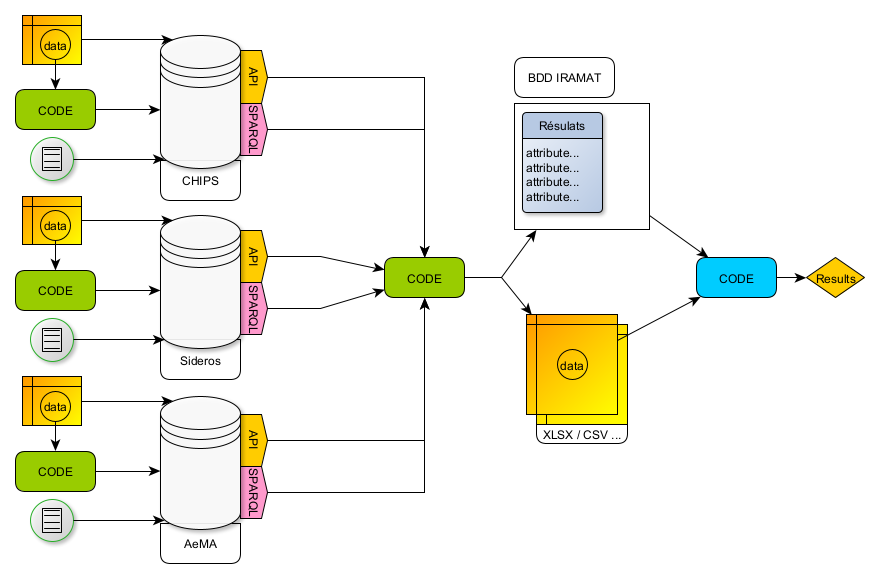 data
CODE
API
SPARQL
CHIPS
data
CODE
API
SPARQL
Sideros
data
CODE
API
SPARQL
AeMA
CODE
BDD IRAMAT
Résulats
attribute...
attribute...
attribute...
attribute...
data
XLSX / CSV ...
CODE
Results